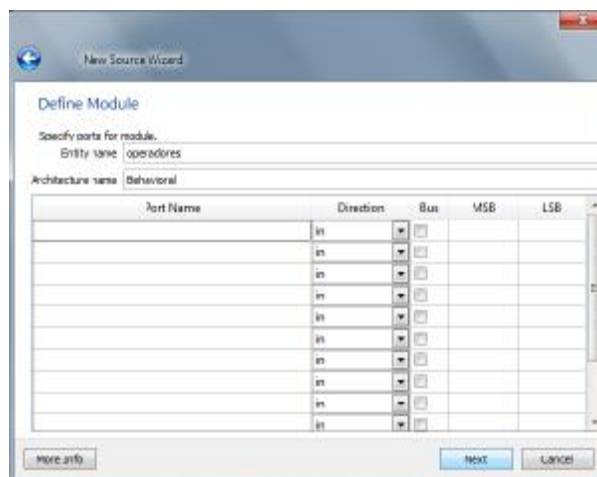 New Source Wizard
Define Module
Specify ports for module.
Entity name operadores
Architecture name Behavioral
Port Name Direction Bus MSB LSB
in
in
in
in
in
in
in
in
in
in
More Info Next Cancel